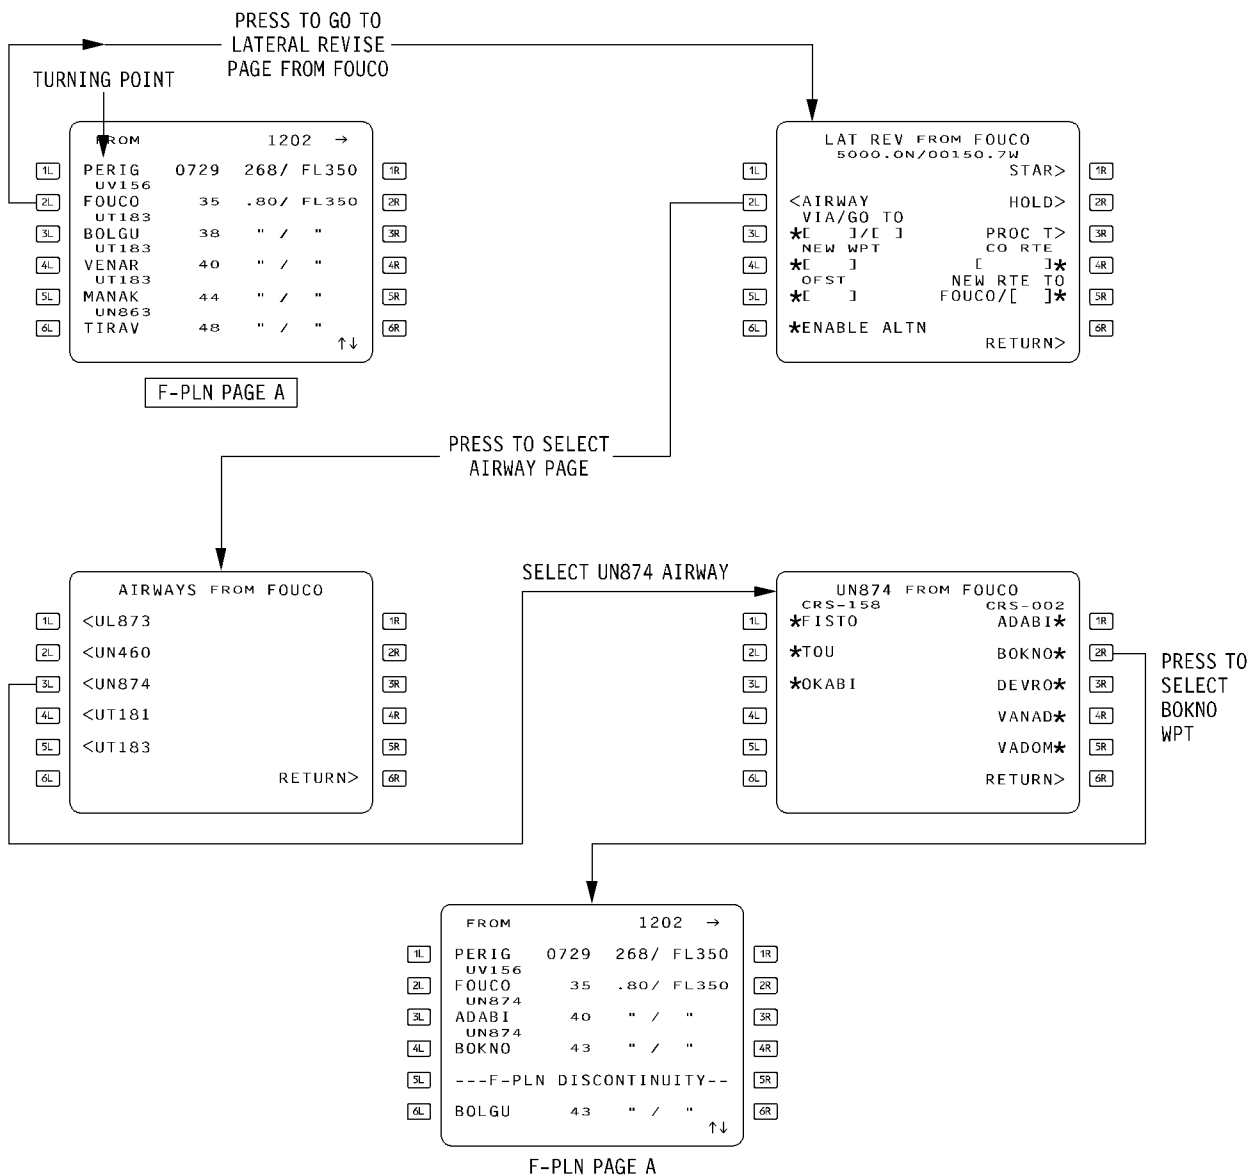 PRESS TO GO TO
LATERAL REVISE
PAGE FROM FOUCO
TURNING POINT
FROM 1202 →
1L PERIG 0729 268/ FL350 1R
UV156
2L FOUCO 35 .80/ FL350 2R
UT183
3L BOLGU 38 " / " 3R
UT183
4L VENAR 40 " / " 4R
UT183
5L MANAK 44 " / " 5R
UN863
6L TIRAV 48 " / " 6R
↑↓
F-PLN PAGE A
LAT REV FROM FOUCO
5000.0N/00150.7W
1L STAR> 1R
2L <AIRWAY HOLD> 2R
VIA/GO TO
3L *[ ]/[ ] PROC T> 3R
NEW WPT CO RTE
4L *[ ] [ ]* 4R
OFST NEW RTE TO
5L *[ ] FOUCO/[ ]* 5R
6L *ENABLE ALTN 6R
RETURN>
PRESS TO SELECT
AIRWAY PAGE
AIRWAYS FROM FOUCO
1L <UL873 1R
2L <UN460 2R
3L <UN874 3R
4L <UT181 4R
5L <UT183 5R
6L RETURN> 6R
SELECT UN874 AIRWAY
UN874 FROM FOUCO
CRS-158 CRS-002
1L *FISTO ADABI* 1R
2L *TOU BOKNO* 2R
3L *OKABI DEVRO* 3R
4L VANAD* 4R
5L VADOM* 5R
6L RETURN> 6R
PRESS TO
SELECT
BOKNO
WPT
FROM 1202 →
1L PERIG 0729 268/ FL350 1R
UV156
2L FOUCO 35 .80/ FL350 2R
UN874
3L ADABI 40 " / " 3R
UN874
4L BOKNO 43 " / " 4R
5L ---F-PLN DISCONTINUITY-- 5R
6L BOLGU 43 " / " 6R
↑↓
F-PLN PAGE A